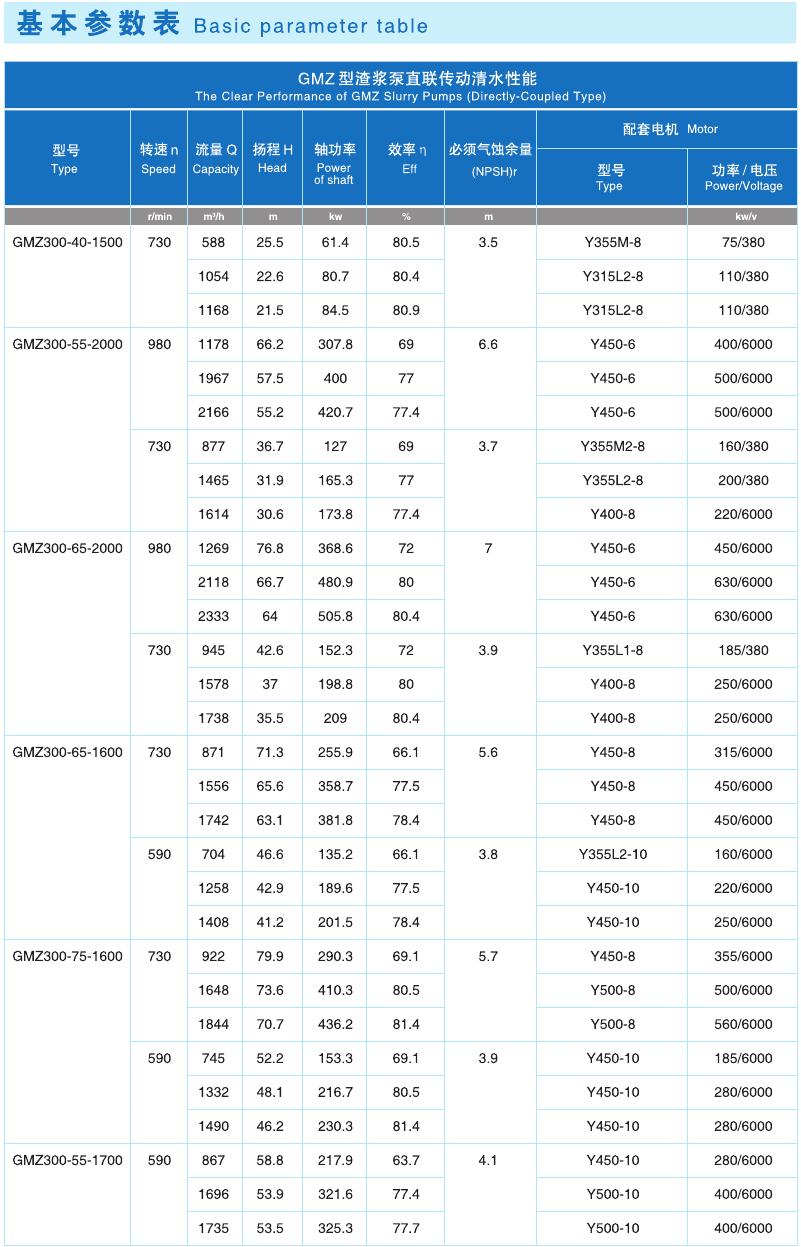 基本参数表 Basic parameter table
GMZ 型渣浆泵直联传动清水性能
The Clear Performance of GMZ Slurry Pumps (Directly-Coupled Type)
型号 转速 n 流量 Q 扬程 H 轴功率 效率 η 必须气蚀余量 配套电机 Motor
Type Speed Capacity Head Power of shaft Eff (NPSH)r 型号 功率 / 电压
Type Power/Voltage
r/min m³/h m kw % m kw/v
GMZ300-40-1500 730 588 25.5 61.4 80.5 3.5 Y355M-8 75/380
1054 22.6 80.7 80.4 Y315L2-8 110/380
1168 21.5 84.5 80.9 Y315L2-8 110/380
GMZ300-55-2000 980 1178 66.2 307.8 69 6.6 Y450-6 400/6000
1967 57.5 400 77 Y450-6 500/6000
2166 55.2 420.7 77.4 Y450-6 500/6000
730 877 36.7 127 69 3.7 Y355M2-8 160/380
1465 31.9 165.3 77 Y355L2-8 200/380
1614 30.6 173.8 77.4 Y400-8 220/6000
GMZ300-65-2000 980 1269 76.8 368.6 72 7 Y450-6 450/6000
2118 66.7 480.9 80 Y450-6 630/6000
2333 64 505.8 80.4 Y450-6 630/6000
730 945 42.6 152.3 72 3.9 Y355L1-8 185/380
1578 37 198.8 80 Y400-8 250/6000
1738 35.5 209 80.4 Y400-8 250/6000
GMZ300-65-1600 730 871 71.3 255.9 66.1 5.6 Y450-8 315/6000
1556 65.6 358.7 77.5 Y450-8 450/6000
1742 63.1 381.8 78.4 Y450-8 450/6000
590 704 46.6 135.2 66.1 3.8 Y355L2-10 160/6000
1258 42.9 189.6 77.5 Y450-10 220/6000
1408 41.2 201.5 78.4 Y450-10 250/6000
GMZ300-75-1600 730 922 79.9 290.3 69.1 5.7 Y450-8 355/6000
1648 73.6 410.3 80.5 Y500-8 500/6000
1844 70.7 436.2 81.4 Y500-8 560/6000
590 745 52.2 153.3 69.1 3.9 Y450-10 185/6000
1332 48.1 216.7 80.5 Y450-10 280/6000
1490 46.2 230.3 81.4 Y450-10 280/6000
GMZ300-55-1700 590 867 58.8 217.9 63.7 4.1 Y450-10 280/6000
1696 53.9 321.6 77.4 Y500-10 400/6000
1735 53.5 325.3 77.7 Y500-10 400/6000